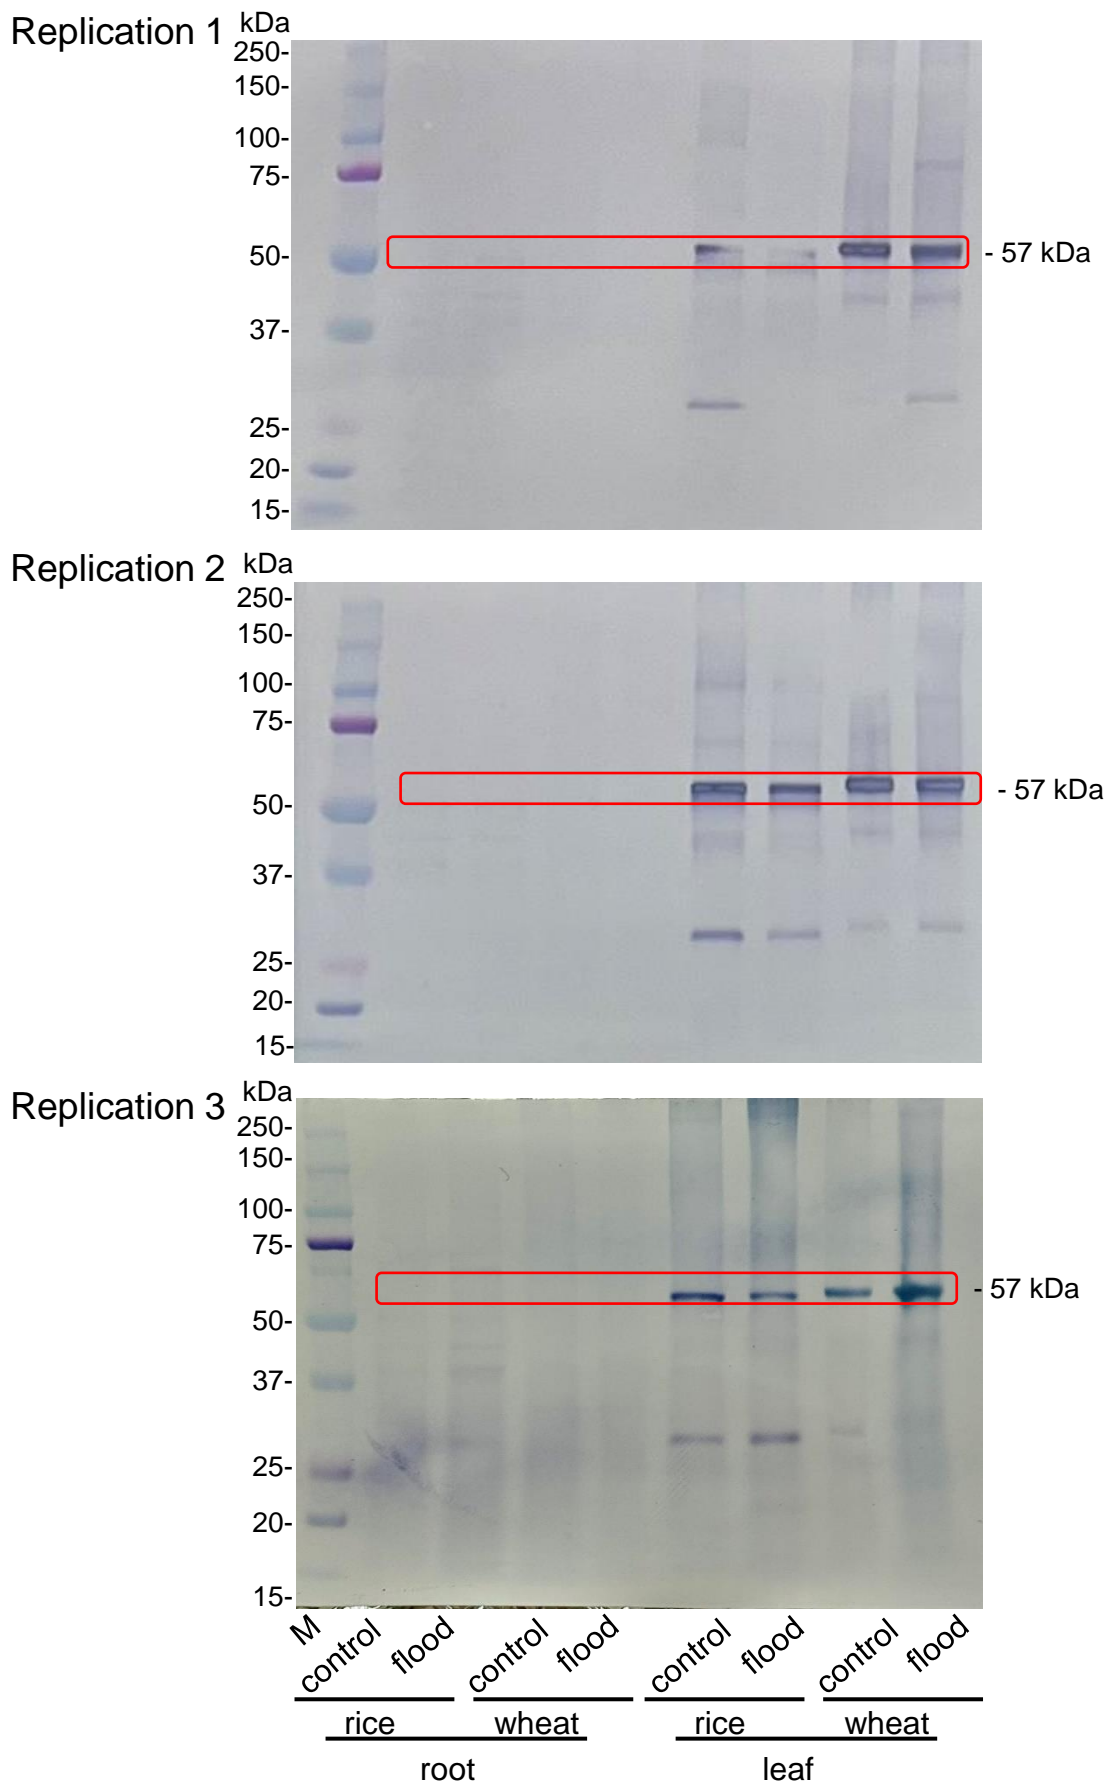 Replication 1
kDa
250-
150-
100-
75-
50-
37-
25-
20-
15-
- 57 kDa
Replication 2
kDa
250-
150-
100-
75-
50-
37-
25-
20-
15-
- 57 kDa
Replication 3
kDa
250-
150-
100-
75-
50-
37-
25-
20-
15-
- 57 kDa
M control flood control flood control flood control flood
rice wheat rice wheat
root leaf